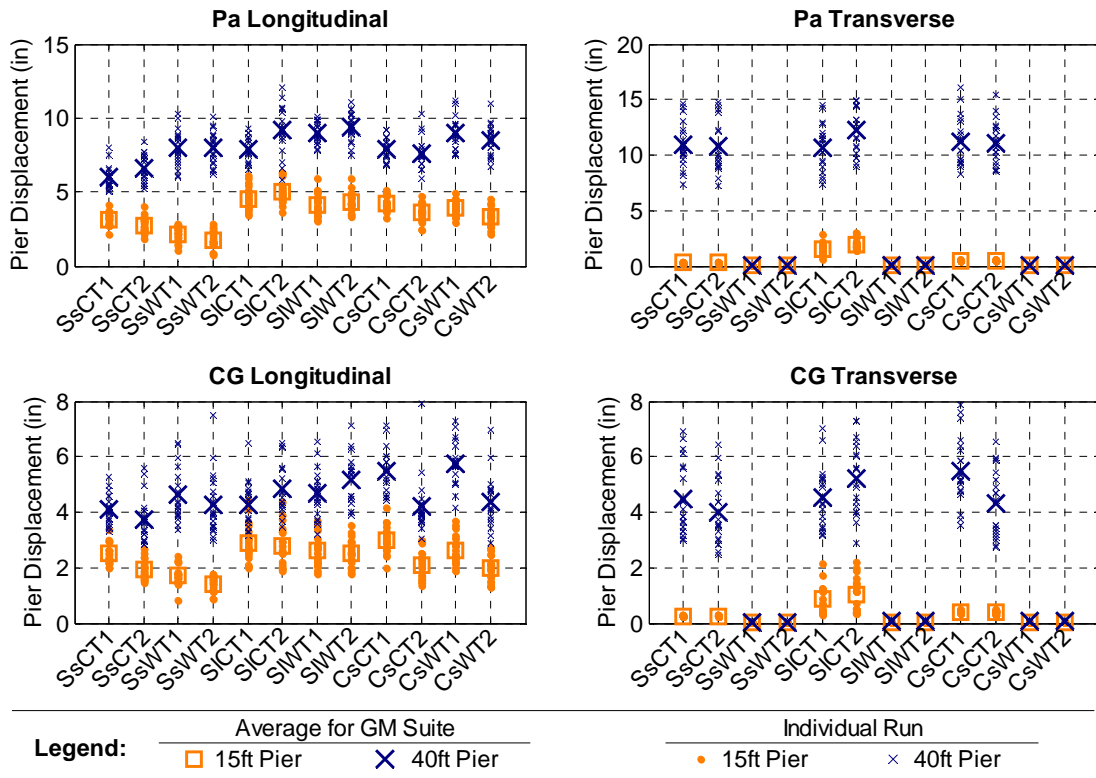 Pa Longitudinal
Pier Displacement (in)
15
10
5
0
SsCT1 SsCT2 SsWT1 SsWT2 SlCT1 SlCT2 SlWT1 SlWT2 CsCT1 CsCT2 CsWT1 CsWT2
Pa Transverse
Pier Displacement (in)
20
15
10
5
0
SsCT1 SsCT2 SsWT1 SsWT2 SlCT1 SlCT2 SlWT1 SlWT2 CsCT1 CsCT2 CsWT1 CsWT2
CG Longitudinal
Pier Displacement (in)
8
6
4
2
0
SsCT1 SsCT2 SsWT1 SsWT2 SlCT1 SlCT2 SlWT1 SlWT2 CsCT1 CsCT2 CsWT1 CsWT2
CG Transverse
Pier Displacement (in)
8
6
4
2
0
SsCT1 SsCT2 SsWT1 SsWT2 SlCT1 SlCT2 SlWT1 SlWT2 CsCT1 CsCT2 CsWT1 CsWT2
Legend:
Average for GM Suite
15ft Pier 40ft Pier
Individual Run
15ft Pier 40ft Pier